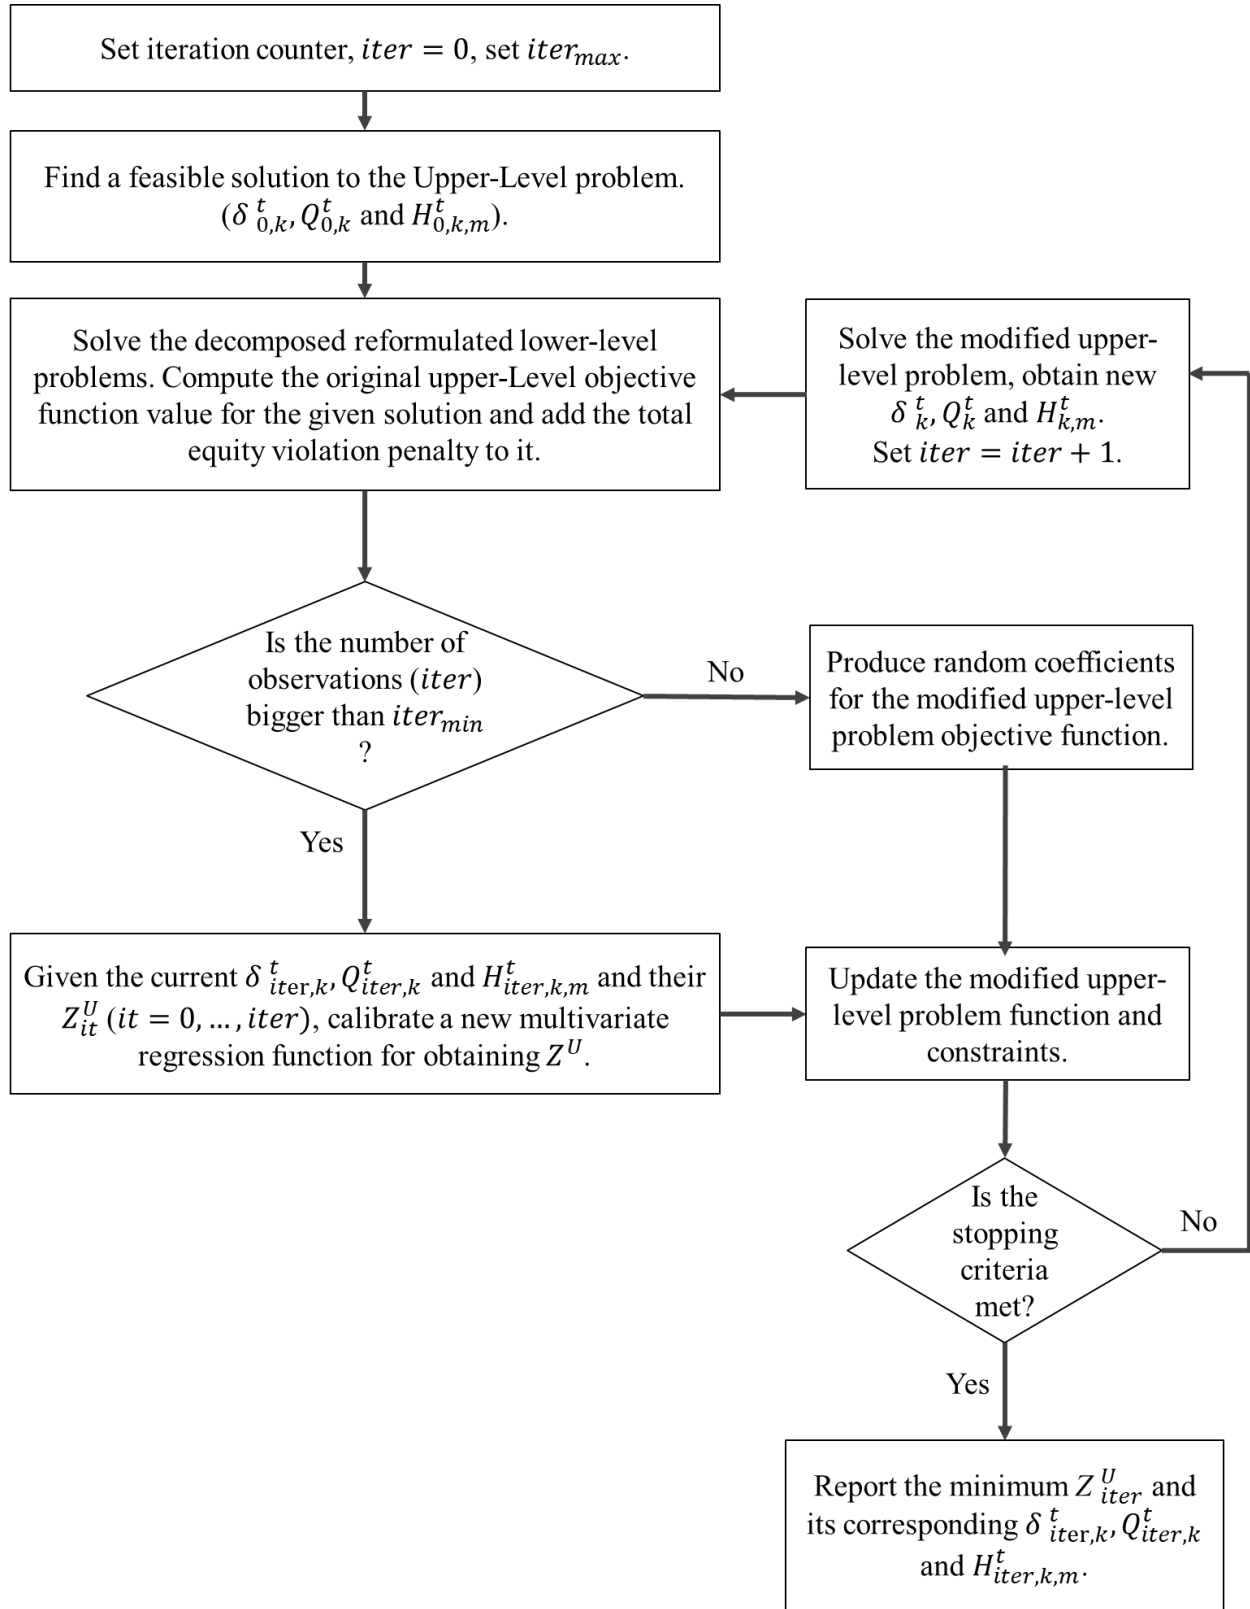 Set iteration counter, iter = 0, set iter_max.
Find a feasible solution to the Upper-Level problem.
(δ^t_{0,k}, Q^t_{0,k} and H^t_{0,k,m}).
Solve the decomposed reformulated lower-level
problems. Compute the original upper-Level objective
function value for the given solution and add the total
equity violation penalty to it.
Solve the modified upper-
level problem, obtain new
δ^t_k, Q^t_k and H^t_{k,m}.
Set iter = iter + 1.
Is the number of
observations (iter)
bigger than iter_min
?
No
Produce random coefficients
for the modified upper-level
problem objective function.
Yes
Given the current δ^t_{iter,k}, Q^t_{iter,k} and H^t_{iter,k,m} and their
Z^U_{it} (it = 0, ..., iter), calibrate a new multivariate
regression function for obtaining Z^U.
Update the modified upper-
level problem function and
constraints.
Is the
stopping
criteria
met?
No
Yes
Report the minimum Z^U_{iter} and
its corresponding δ^t_{iter,k}, Q^t_{iter,k}
and H^t_{iter,k,m}.